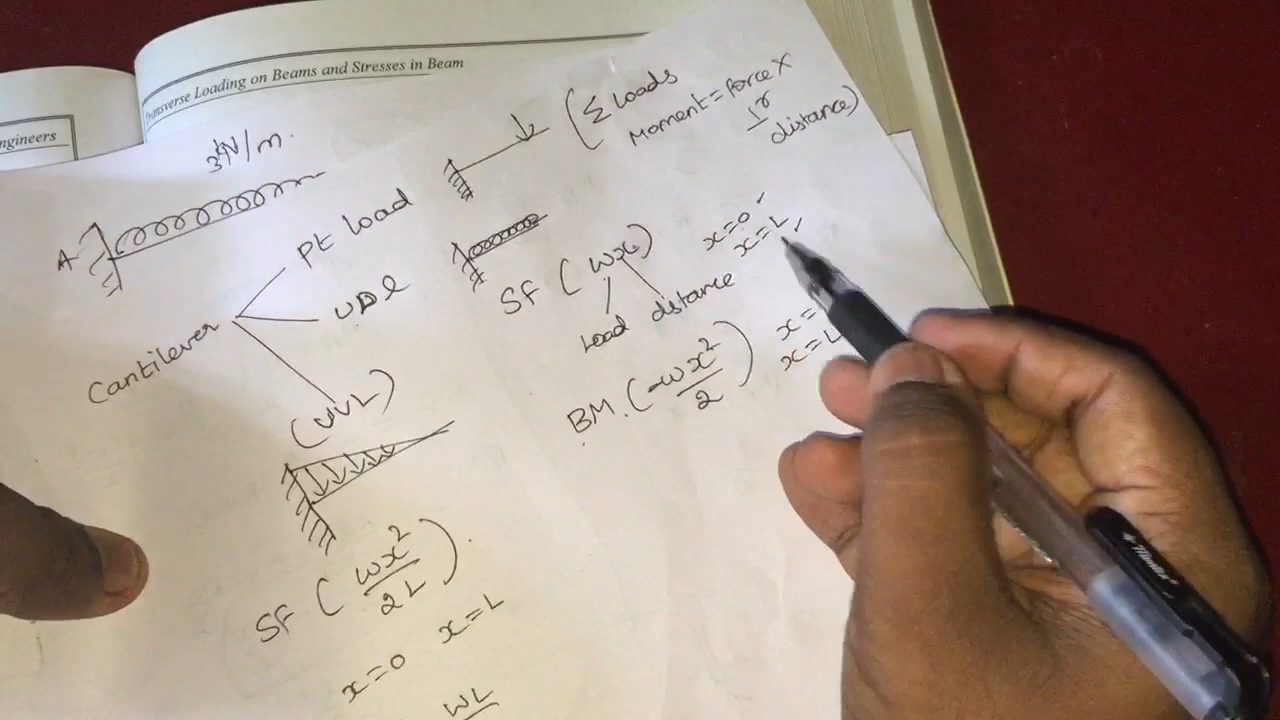 Transverse Loading on Beams and Stresses in Beam
ngineers
3kN/m.
A
Cantilever
Pt Load
UDL
(UVL)
SF ( wx² / 2L ).
x=0 x=L
WL
( Σ Loads
Moment = Force ×
⊥r
distance)
SF ( wx )
Load distance
x=0
x=L
BM. ( -wx² / 2 )
x=
x=L